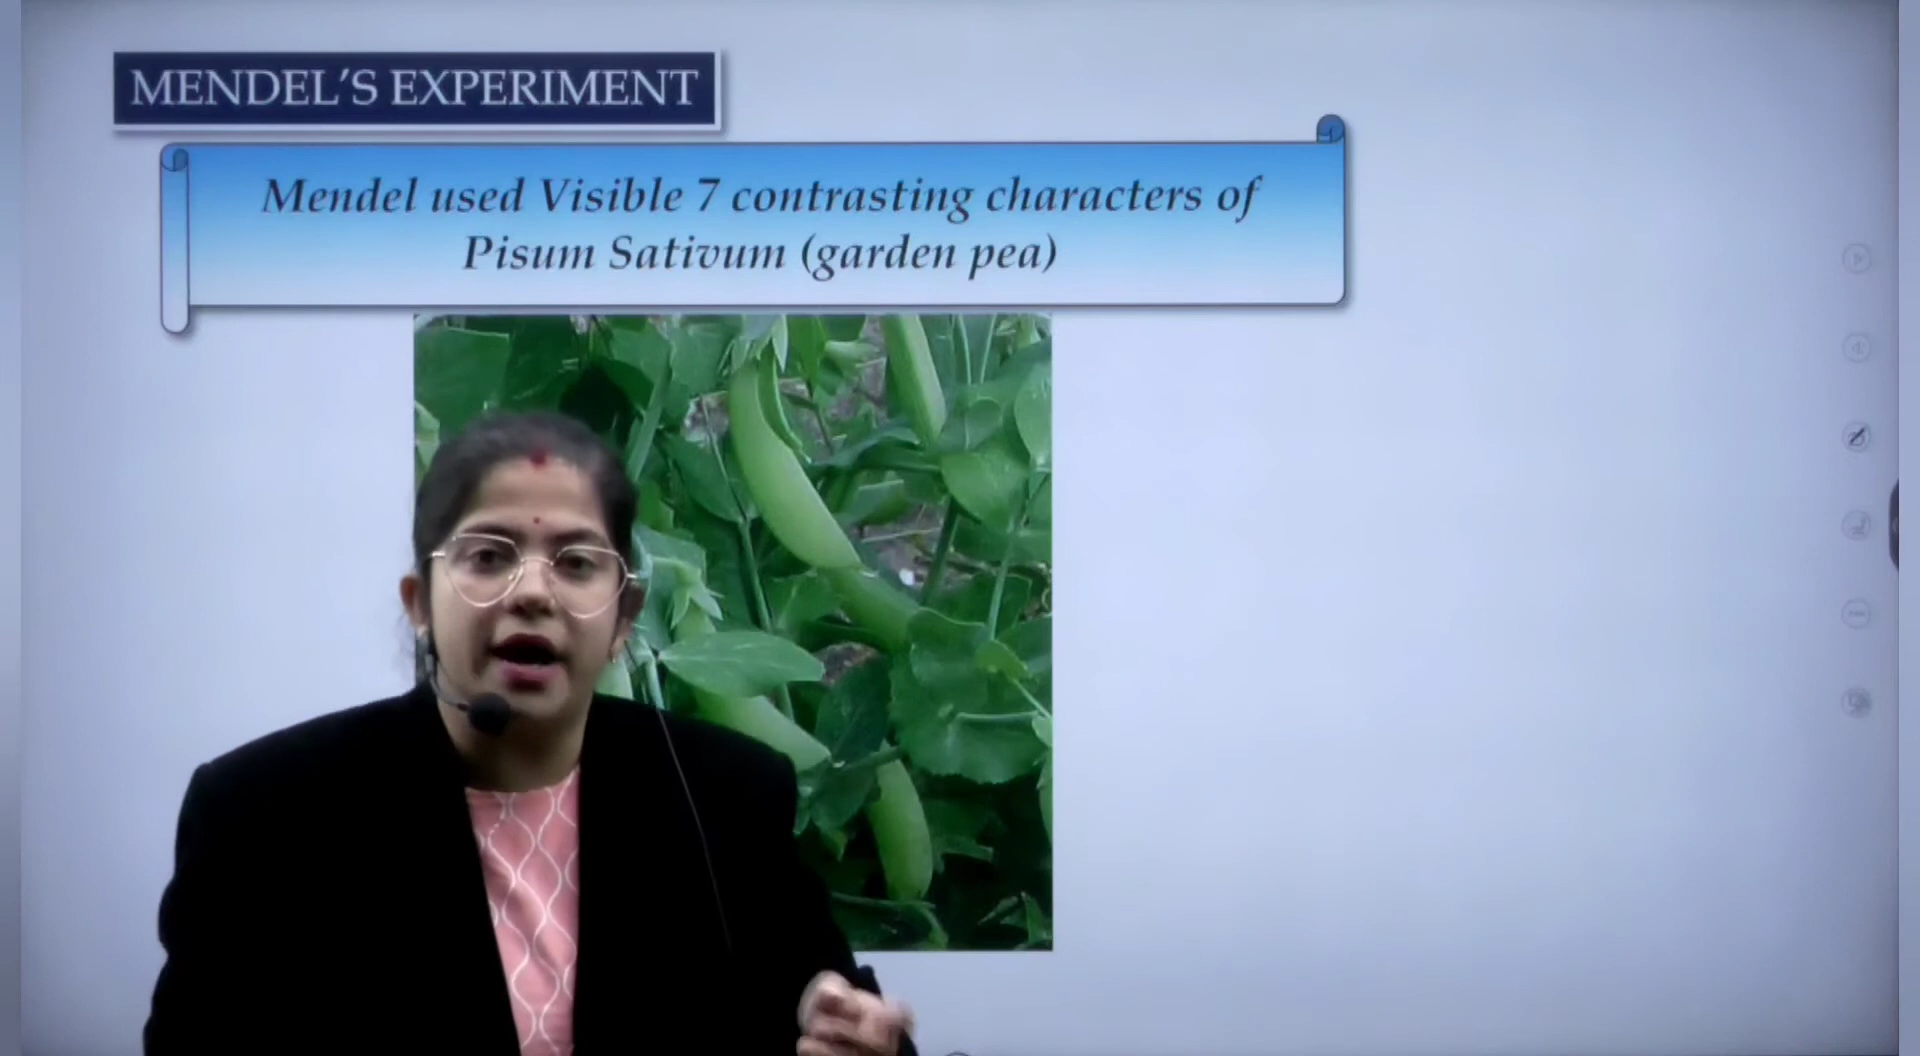 MENDEL'S EXPERIMENT
Mendel used Visible 7 contrasting characters of
Pisum Sativum (garden pea)